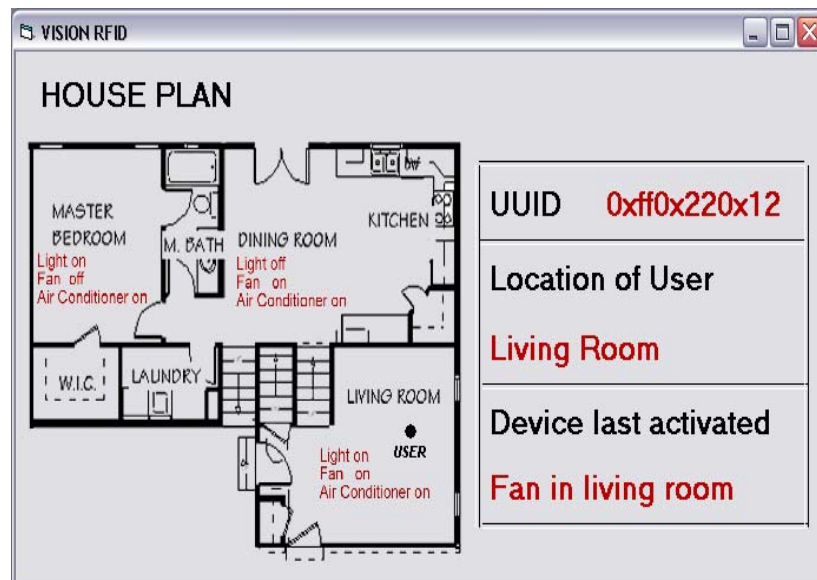 VISION RFID
HOUSE PLAN
MASTER
BEDROOM
Light on
Fan off
Air Conditioner on
M. BATH
DINING ROOM
Light off
Fan on
Air Conditioner on
KITCHEN
DW
W.I.C.
LAUNDRY
LIVING ROOM
USER
Light on
Fan on
Air Conditioner on
UUID 0xff0x220x12
Location of User
Living Room
Device last activated
Fan in living room